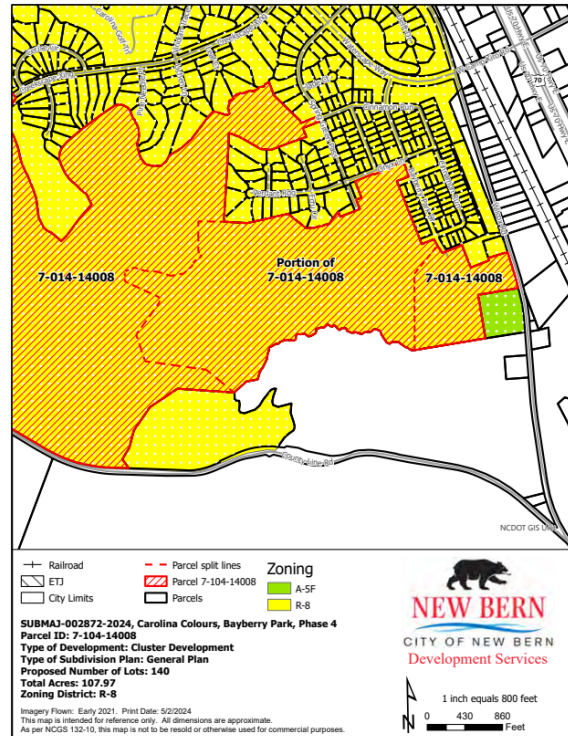 Caroline-Col-Trl
70
7-014-14008
Portion of
7-014-14008
7-014-14008
County-Line-Rd
NCDOT GIS Unit
Railroad
ETJ
City Limits
Parcel split lines
Parcel 7-104-14008
Parcels
Zoning
A-5F
R-8
SUBMAJ-002872-2024, Carolina Colours, Bayberry Park, Phase 4
Parcel ID: 7-104-14008
Type of Development: Cluster Development
Type of Subdivision Plan: General Plan
Proposed Number of Lots: 140
Total Acres: 107.97
Zoning District: R-8
Imagery Flown: Early 2021. Print Date: 5/2/2024
This map is intended for reference only. All dimensions are approximate.
As per NCGS 132-10, this map is not to be resold or otherwise used for commercial purposes.
NEW BERN
CITY OF NEW BERN
Development Services
N
1 inch equals 800 feet
0 430 860
Feet